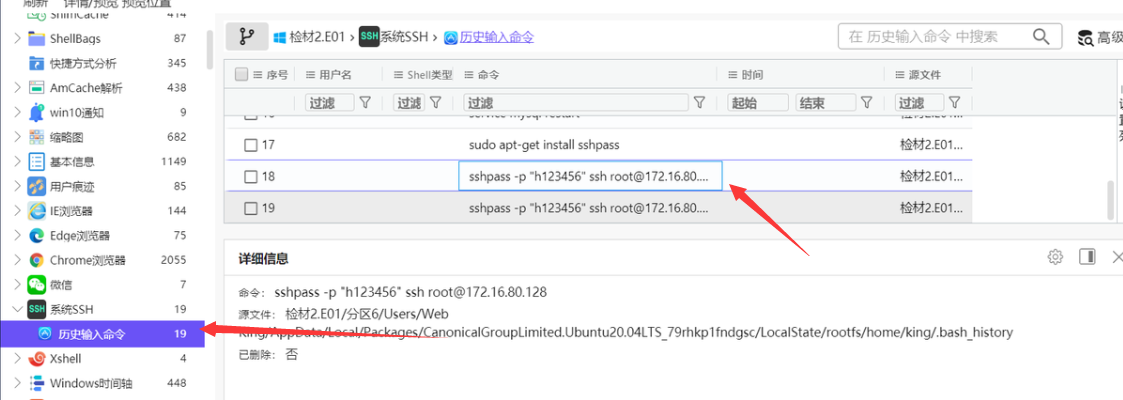 刷新 详情/预览 预览位置
ShimCache 414
ShellBags 87
快捷方式分析 345
AmCache解析 438
win10通知 9
缩略图 682
基本信息 1149
用户痕迹 85
IE浏览器 144
Edge浏览器 75
Chrome浏览器 2055
微信 7
SSH 系统SSH 19
历史输入命令 19
Xshell 4
Windows时间轴 448
检材2.E01 › SSH 系统SSH › 历史输入命令
在 历史输入命令 中搜索
高级
序号 用户名 Shell类型 命令 时间 源文件
过滤 过滤 过滤 起始 结束 过滤
16 service mysql restart 检材2.E01...
17 sudo apt-get install sshpass 检材2.E01...
18 sshpass -p "h123456" ssh root@172.16.80.... 检材2.E01...
19 sshpass -p "h123456" ssh root@172.16.80.... 检材2.E01...
详细信息
命令: sshpass -p "h123456" ssh root@172.16.80.128
源文件: 检材2.E01/分区6/Users/Web
King/AppData/Local/Packages/CanonicalGroupLimited.Ubuntu20.04LTS_79rhkp1fndgsc/LocalState/rootfs/home/king/.bash_history
已删除: 否